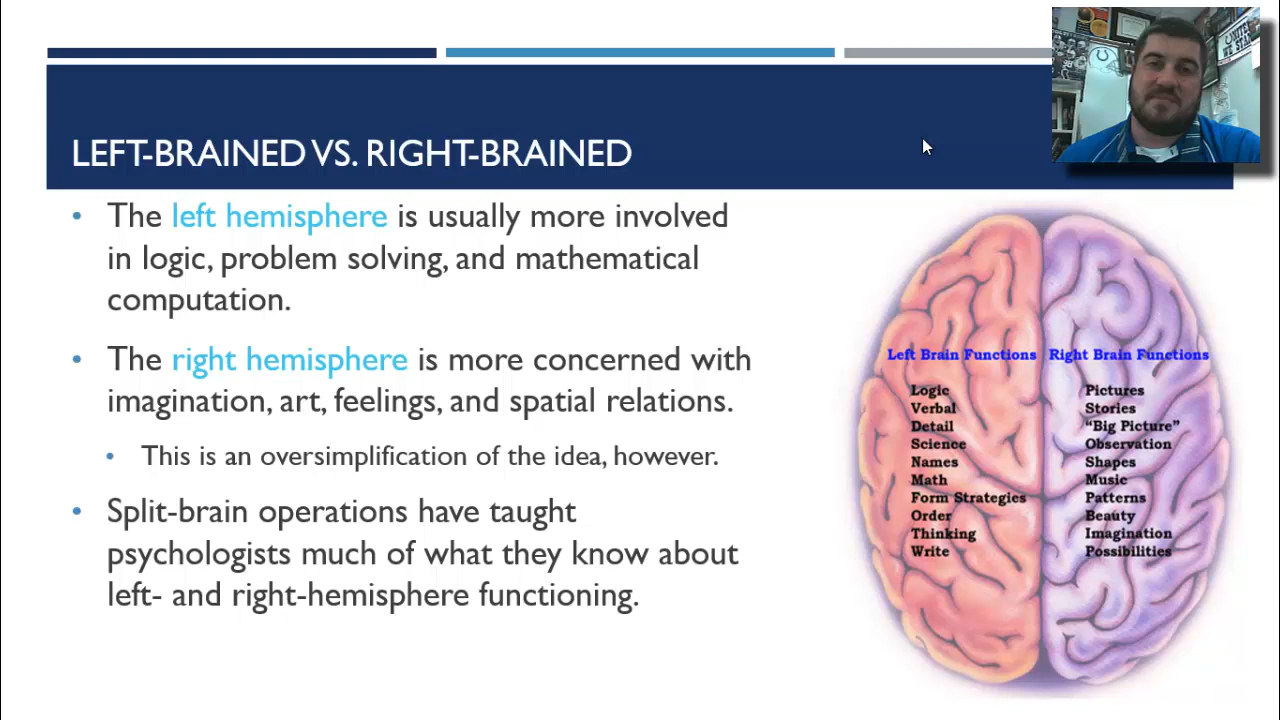 LEFT-BRAINED VS. RIGHT-BRAINED
• The left hemisphere is usually more involved
in logic, problem solving, and mathematical
computation.
• The right hemisphere is more concerned with
imagination, art, feelings, and spatial relations.
• This is an oversimplification of the idea, however.
• Split-brain operations have taught
psychologists much of what they know about
left- and right-hemisphere functioning.
Left Brain Functions
Logic
Verbal
Detail
Science
Names
Math
Form Strategies
Order
Thinking
Write
Right Brain Functions
Pictures
Stories
"Big Picture"
Observation
Shapes
Music
Patterns
Beauty
Imagination
Possibilities
WE STAN